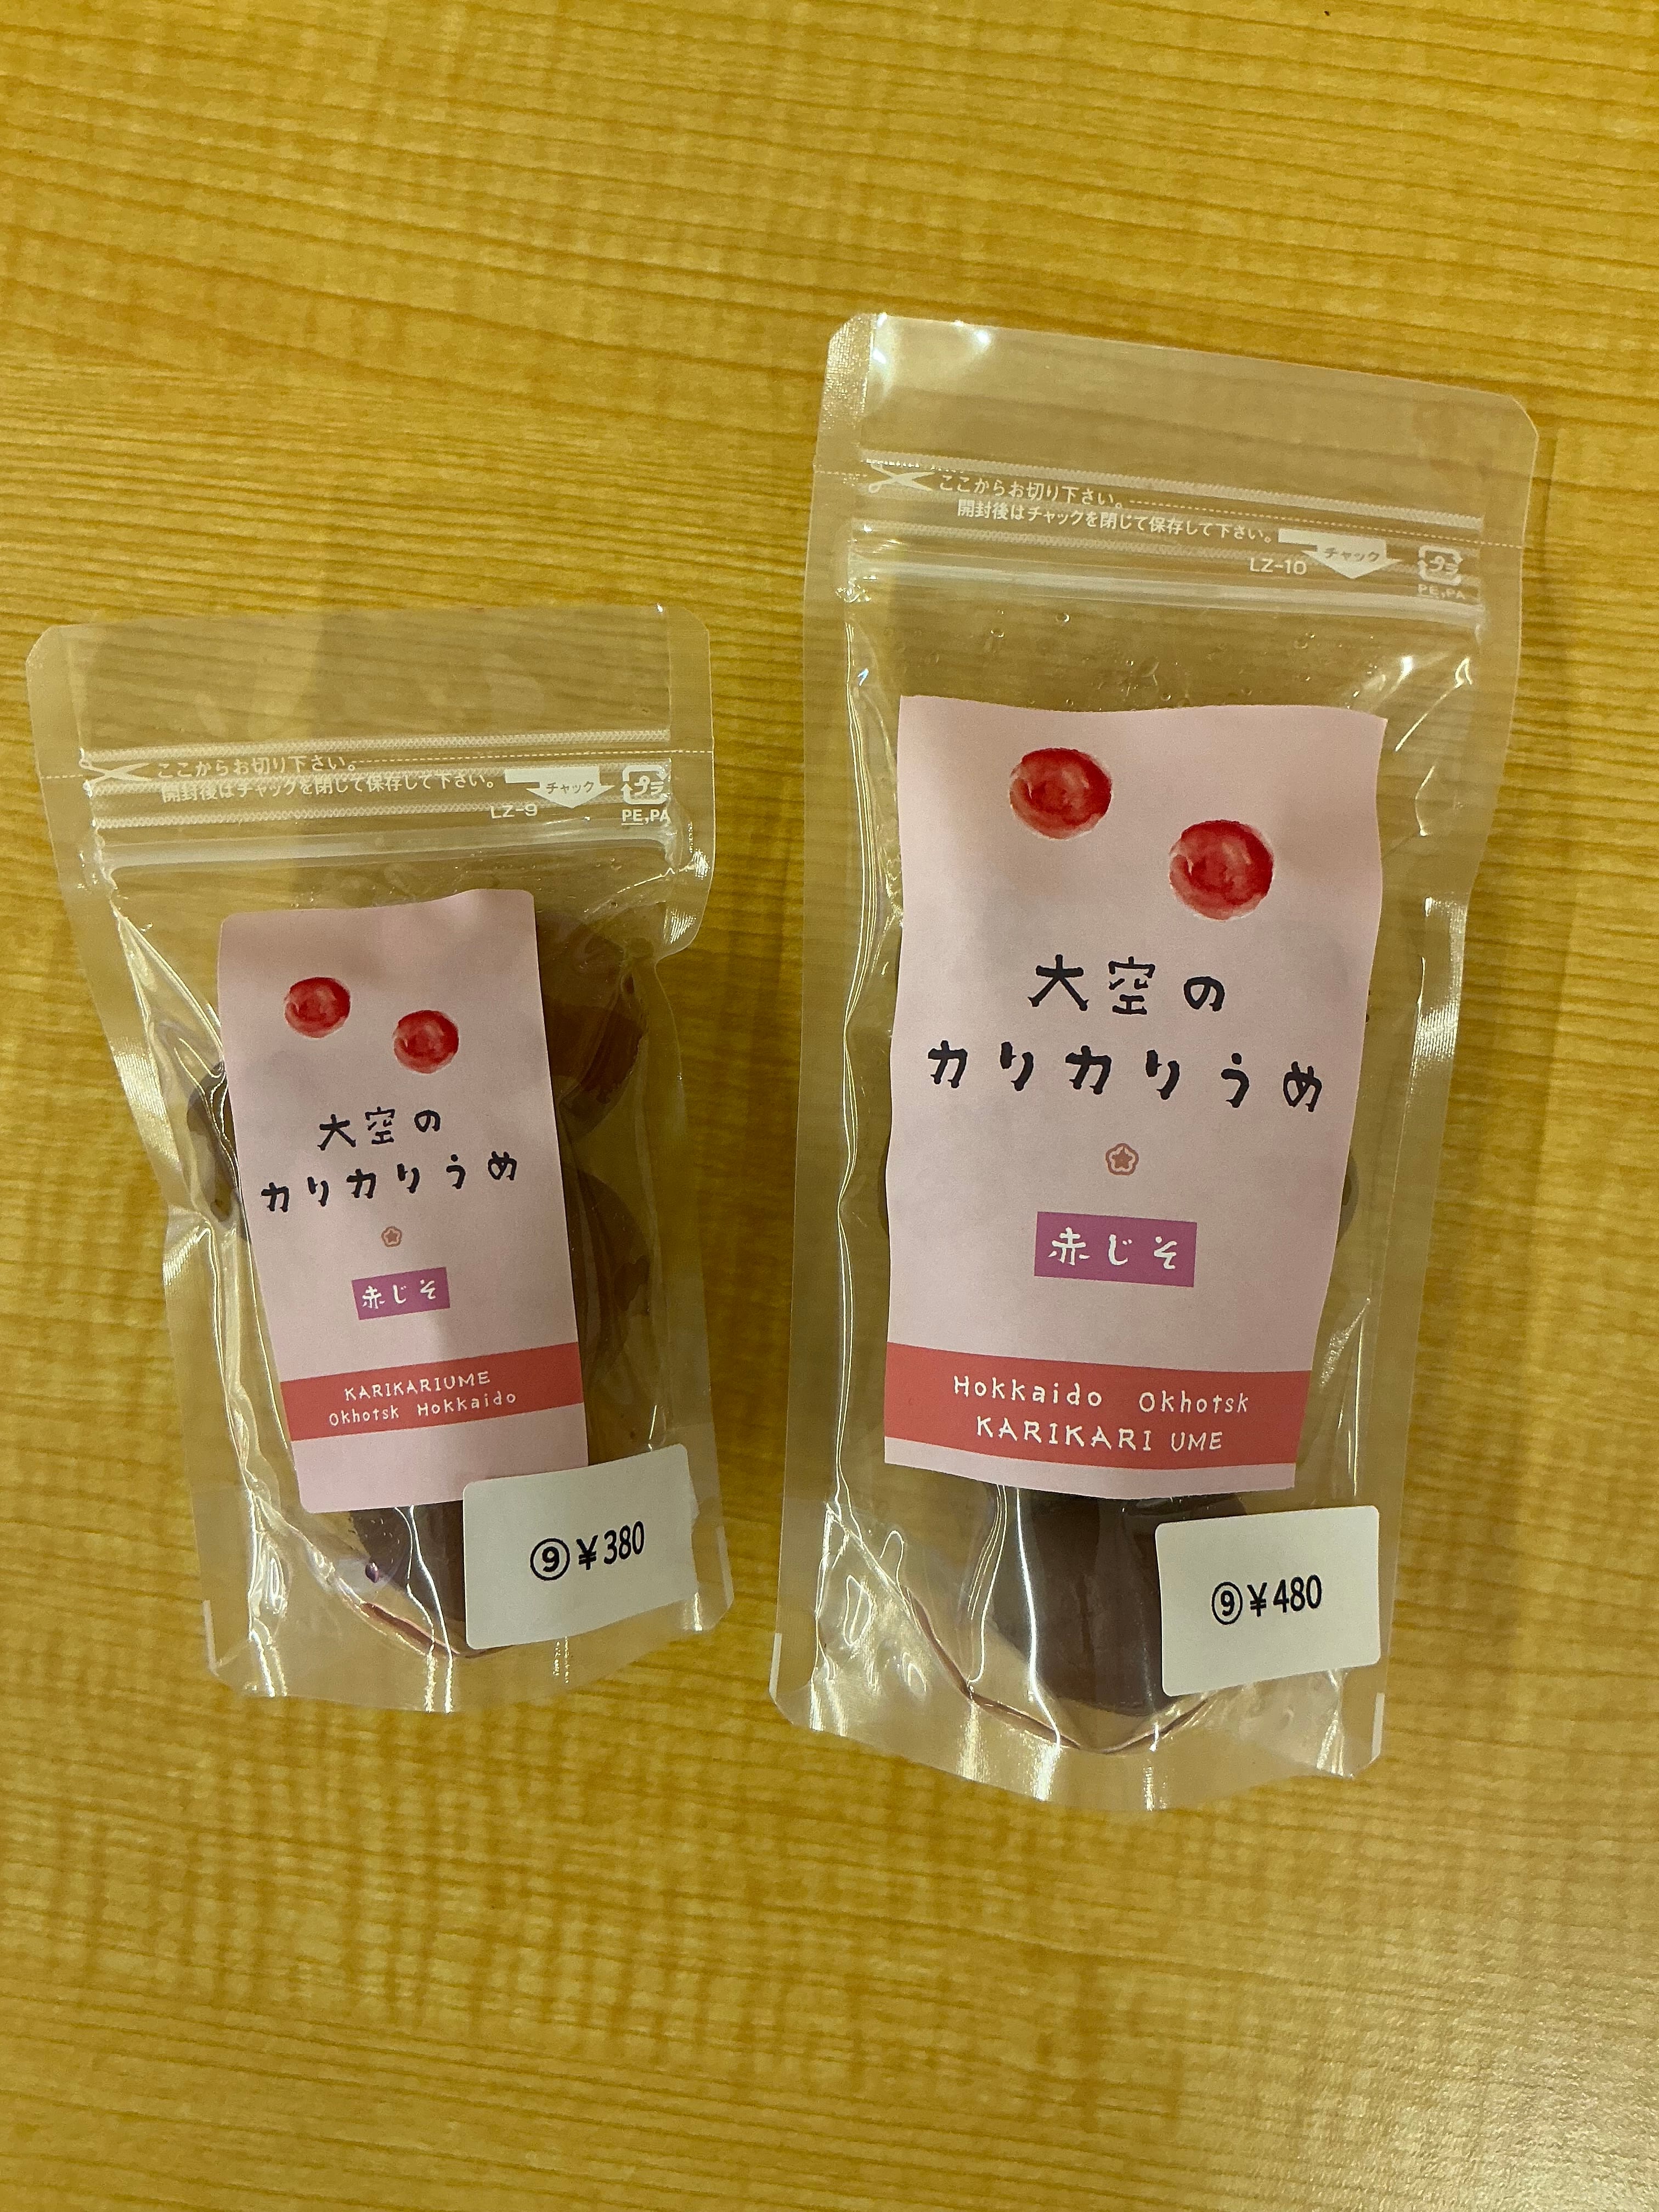 ここからお切り下さい。
開封後はチャックを閉じて保存して下さい。
チャック
LZ-9
プラ
PE,PA
大空の
カリカリうめ
赤じそ
KARIKARIUME
Okhotsk Hokkaido
⑨¥380
ここからお切り下さい。
開封後はチャックを閉じて保存して下さい。
チャック
LZ-10
プラ
PE,PA
大空の
カリカリうめ
赤じそ
Hokkaido Okhotsk
KARIKARI UME
⑨¥480